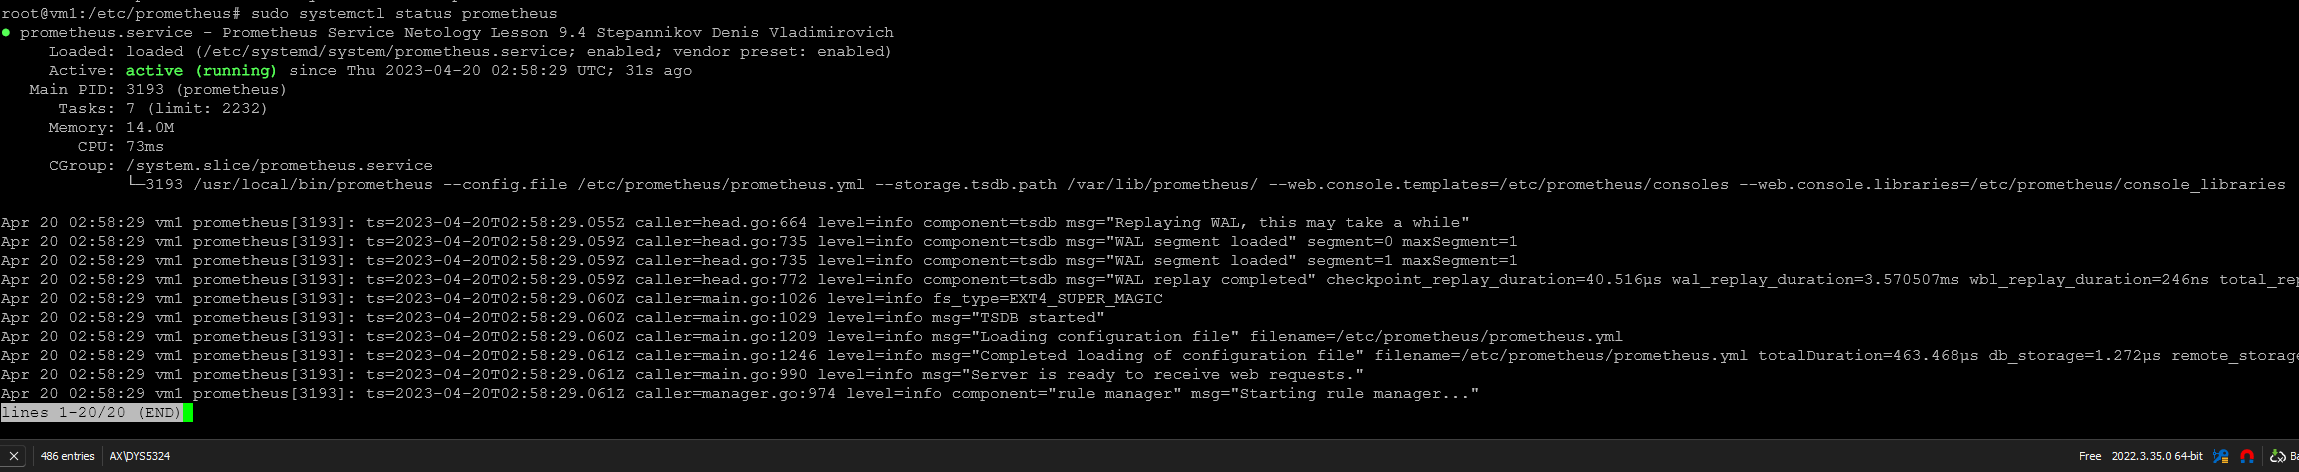 root@vm1:/etc/prometheus# sudo systemctl status prometheus
● prometheus.service - Prometheus Service Netology Lesson 9.4 Stepannikov Denis Vladimirovich
Loaded: loaded (/etc/systemd/system/prometheus.service; enabled; vendor preset: enabled)
Active: active (running) since Thu 2023-04-20 02:58:29 UTC; 31s ago
Main PID: 3193 (prometheus)
Tasks: 7 (limit: 2232)
Memory: 14.0M
CPU: 73ms
CGroup: /system.slice/prometheus.service
└─3193 /usr/local/bin/prometheus --config.file /etc/prometheus/prometheus.yml --storage.tsdb.path /var/lib/prometheus/ --web.console.templates=/etc/prometheus/consoles --web.console.libraries=/etc/prometheus/console_libraries
Apr 20 02:58:29 vm1 prometheus[3193]: ts=2023-04-20T02:58:29.055Z caller=head.go:664 level=info component=tsdb msg="Replaying WAL, this may take a while"
Apr 20 02:58:29 vm1 prometheus[3193]: ts=2023-04-20T02:58:29.059Z caller=head.go:735 level=info component=tsdb msg="WAL segment loaded" segment=0 maxSegment=1
Apr 20 02:58:29 vm1 prometheus[3193]: ts=2023-04-20T02:58:29.059Z caller=head.go:735 level=info component=tsdb msg="WAL segment loaded" segment=1 maxSegment=1
Apr 20 02:58:29 vm1 prometheus[3193]: ts=2023-04-20T02:58:29.059Z caller=head.go:772 level=info component=tsdb msg="WAL replay completed" checkpoint_replay_duration=40.516µs wal_replay_duration=3.570507ms wbl_replay_duration=246ns total_rep
Apr 20 02:58:29 vm1 prometheus[3193]: ts=2023-04-20T02:58:29.060Z caller=main.go:1026 level=info fs_type=EXT4_SUPER_MAGIC
Apr 20 02:58:29 vm1 prometheus[3193]: ts=2023-04-20T02:58:29.060Z caller=main.go:1029 level=info msg="TSDB started"
Apr 20 02:58:29 vm1 prometheus[3193]: ts=2023-04-20T02:58:29.060Z caller=main.go:1209 level=info msg="Loading configuration file" filename=/etc/prometheus/prometheus.yml
Apr 20 02:58:29 vm1 prometheus[3193]: ts=2023-04-20T02:58:29.061Z caller=main.go:1246 level=info msg="Completed loading of configuration file" filename=/etc/prometheus/prometheus.yml totalDuration=463.468µs db_storage=1.272µs remote_storage
Apr 20 02:58:29 vm1 prometheus[3193]: ts=2023-04-20T02:58:29.061Z caller=main.go:990 level=info msg="Server is ready to receive web requests."
Apr 20 02:58:29 vm1 prometheus[3193]: ts=2023-04-20T02:58:29.061Z caller=manager.go:974 level=info component="rule manager" msg="Starting rule manager..."
lines 1-20/20 (END)
486 entries AX\DYS5324 Free 2022.3.35.0 64-bit Ba